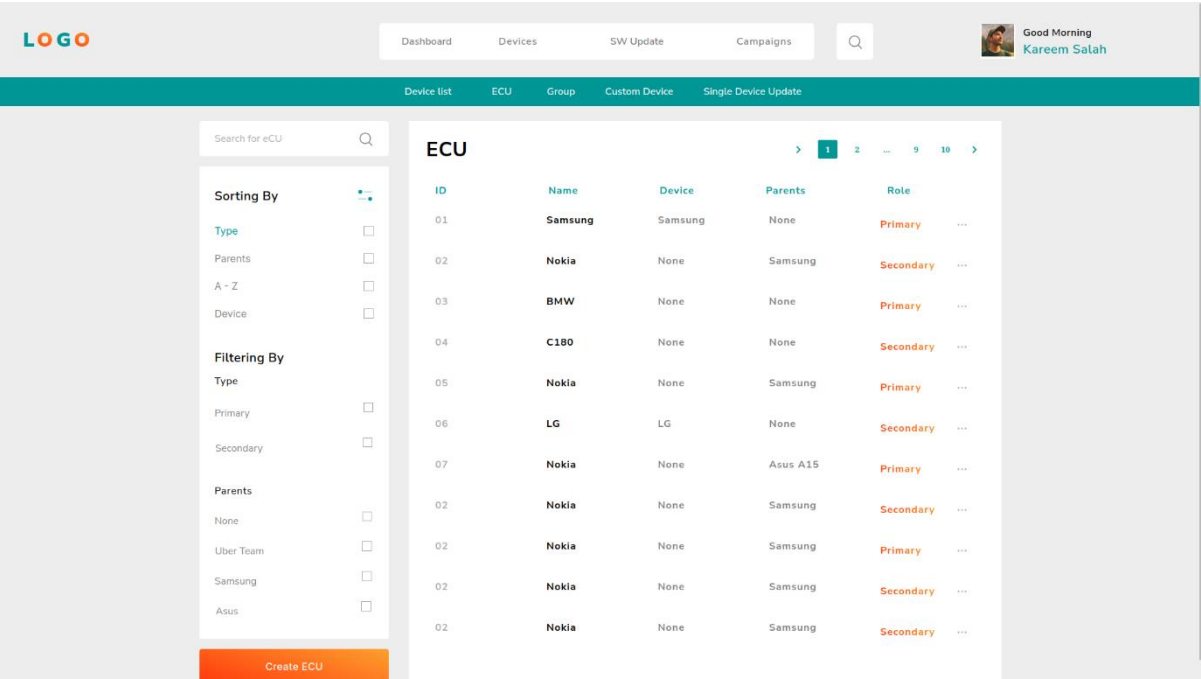 LOGO
Dashboard Devices SW Update Campaigns
Good Morning
Kareem Salah
Device list ECU Group Custom Device Single Device Update
Search for eCU
Sorting By
Type
Parents
A - Z
Device
Filtering By
Type
Primary
Secondary
Parents
None
Uber Team
Samsung
Asus
Create ECU
ECU
> 1 2 ... 9 10 >
ID Name Device Parents Role
01 Samsung Samsung None Primary ...
02 Nokia None Samsung Secondary ...
03 BMW None None Primary ...
04 C180 None None Secondary ...
05 Nokia None Samsung Primary ...
06 LG LG None Secondary ...
07 Nokia None Asus A15 Primary ...
02 Nokia None Samsung Secondary ...
02 Nokia None Samsung Primary ...
02 Nokia None Samsung Secondary ...
02 Nokia None Samsung Secondary ...